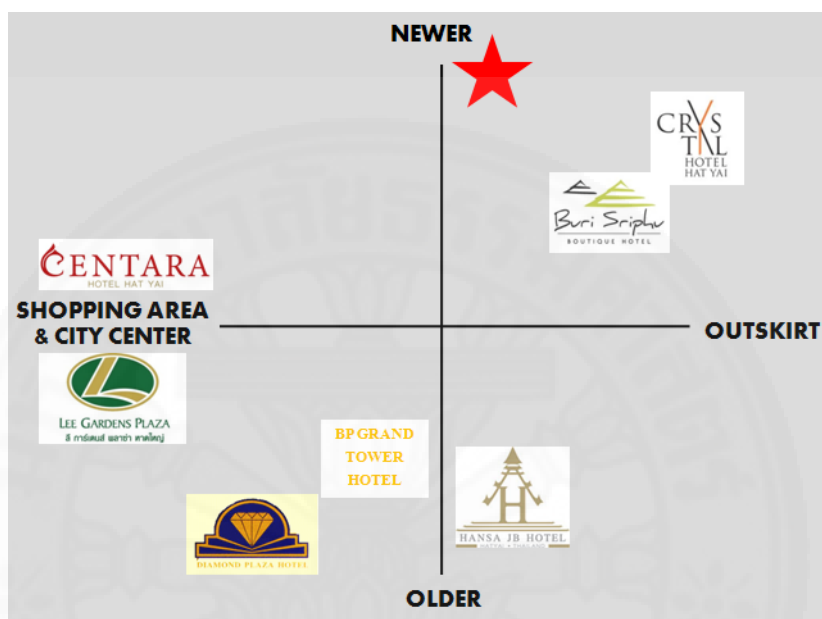 NEWER
CRYS
TAL
HOTEL
HAT YAI
Buri Sriphu
BOUTIQUE HOTEL
CENTARA
HOTEL HAT YAI
SHOPPING AREA
& CITY CENTER
OUTSKIRT
LEE GARDENS PLAZA
ลี การ์เดนส์ พลาซ่า หาดใหญ่
BP GRAND
TOWER
HOTEL
H
HANSA JB HOTEL
DIAMOND PLAZA HOTEL
OLDER